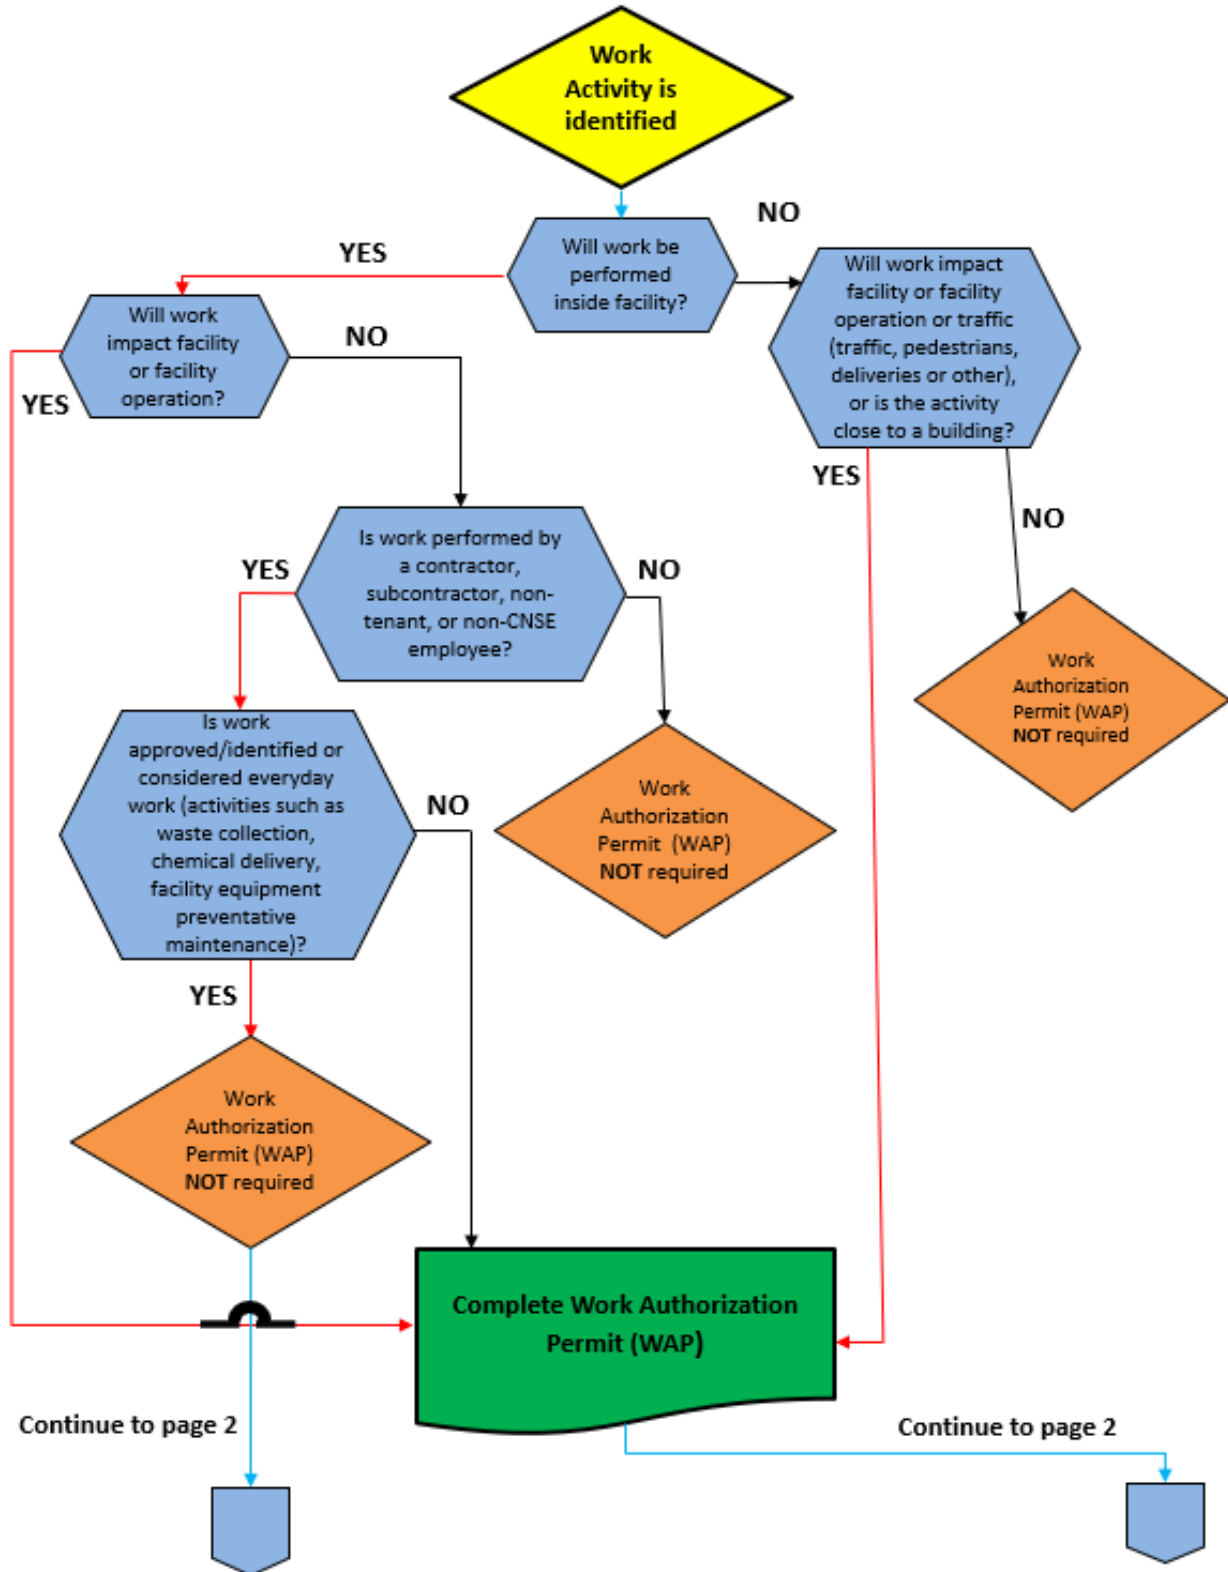 Work
Activity is
identified
Will work be
performed
inside facility?
YES
NO
Will work impact
facility or facility
operation or traffic
(traffic, pedestrians,
deliveries or other),
or is the activity
close to a building?
Will work
impact facility
or facility
operation?
NO
YES
YES
NO
Is work performed by
a contractor,
subcontractor, non-
tenant, or non-CNSE
employee?
YES
NO
Work
Authorization
Permit (WAP)
NOT required
Is work
approved/identified or
considered everyday
work (activities such as
waste collection,
chemical delivery,
facility equipment
preventative
maintenance)?
NO
Work
Authorization
Permit (WAP)
NOT required
YES
Work
Authorization
Permit (WAP)
NOT required
Complete Work Authorization
Permit (WAP)
Continue to page 2
Continue to page 2